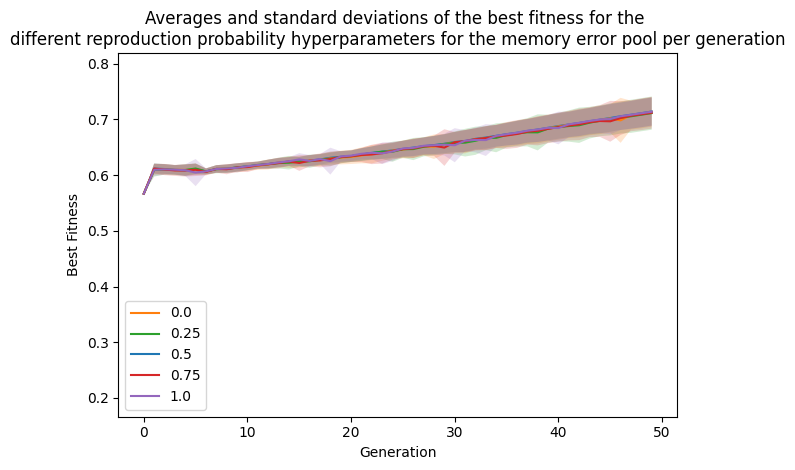 Averages and standard deviations of the best fitness for the
different reproduction probability hyperparameters for the memory error pool per generation
0.8
0.7
0.6
0.5
0.4
0.3
0.2
Best Fitness
0.0
0.25
0.5
0.75
1.0
0 10 20 30 40 50
Generation